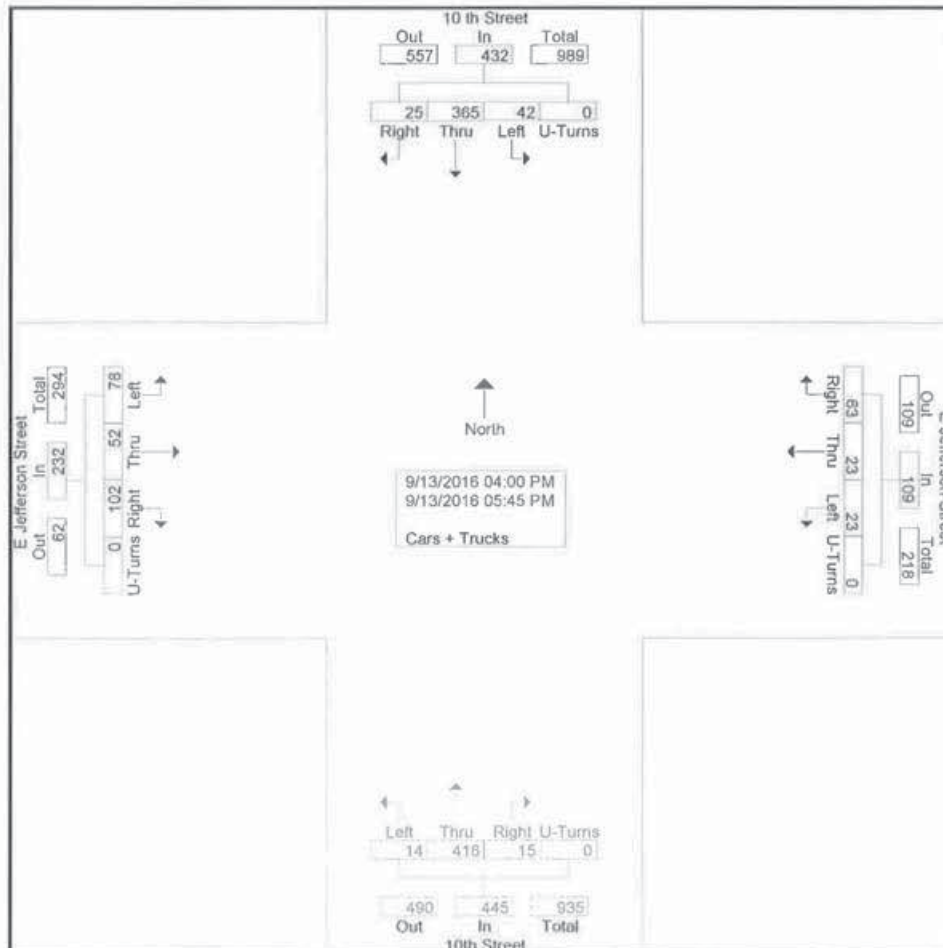 10 th Street
Out In Total
557 432 989
25 365 42 0
Right Thru Left U-Turns
E Jefferson Street
Total In Out
294 232 62
78 52 102 0
Left Thru Right U-Turns
North
9/13/2016 04:00 PM
9/13/2016 05:45 PM
Cars + Trucks
Right Thru Left U-Turns
63 23 23 0
Out In Total
109 109 218
Left Thru Right U-Turns
14 416 15 0
490 445 935
Out In Total
10th Street